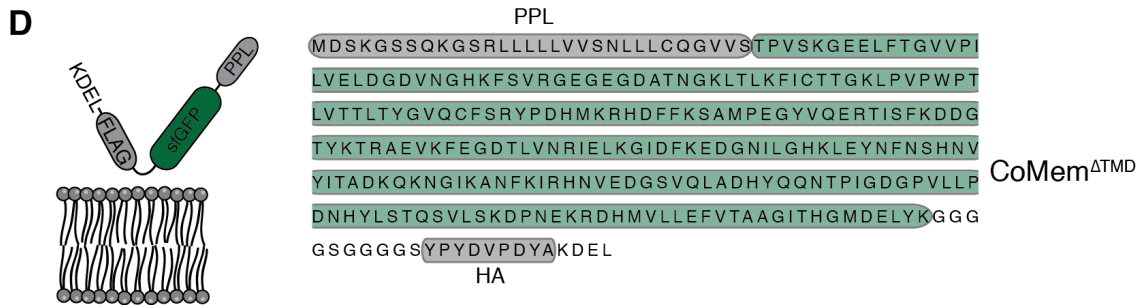 D
PPL
KDEL
FLAG
sfGFP
PPL
MDSKGSSQKGSRLLLLLVVSNLLLCQGVVSTPVSKGEELFTGVVPI
LVELDGDVNGHKFSVRGEGEGDATNGKLTLKFICTTGKLPVPWPT
LVTTLTYGVQCFSRYPDHMKRHDFFKSAMPEGYVQERTISFKDDG
TYKTRAEVKFEGDTLVNRIELKGIDFKEDGNILGHKLEYNFNSHNV
YITADKQKNGIKANFKIRHNVEDGSVQLADHYQQNTPIGDGPVLLP
DNHYLSTQSVLSKDPNEKRDHMVLLEFVTAAGITHGMDELYKGGG
GSGGGGSYPYDVPDYAKDEL
HA
CoMem^ΔTMD